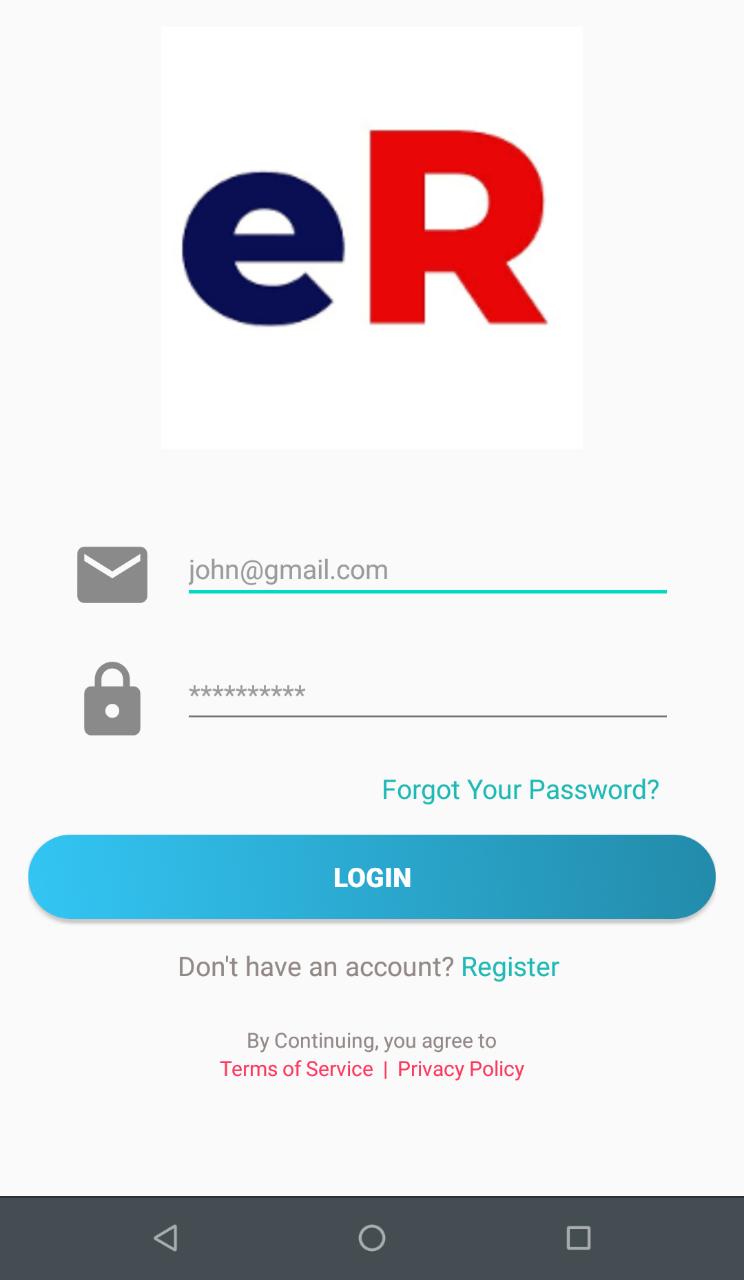 eR
john@gmail.com
**********
Forgot Your Password?
LOGIN
Don't have an account? Register
By Continuing, you agree to
Terms of Service | Privacy Policy